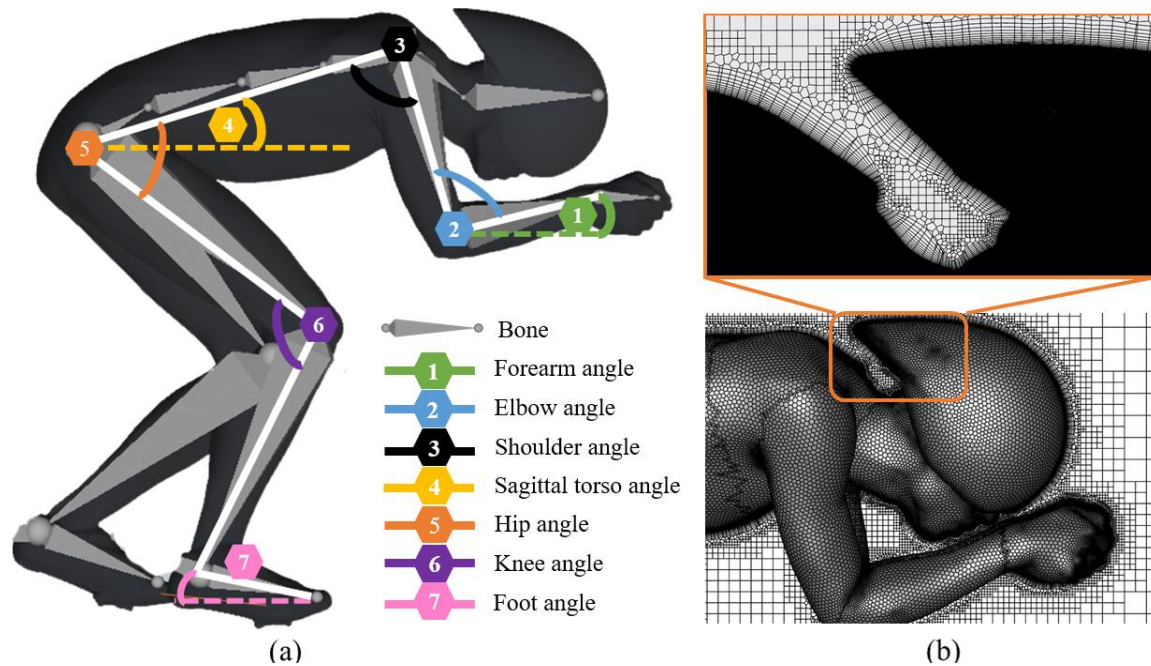 3
4
5
2
1
6
7
Bone
1 Forearm angle
2 Elbow angle
3 Shoulder angle
4 Sagittal torso angle
5 Hip angle
6 Knee angle
7 Foot angle
(a)
(b)